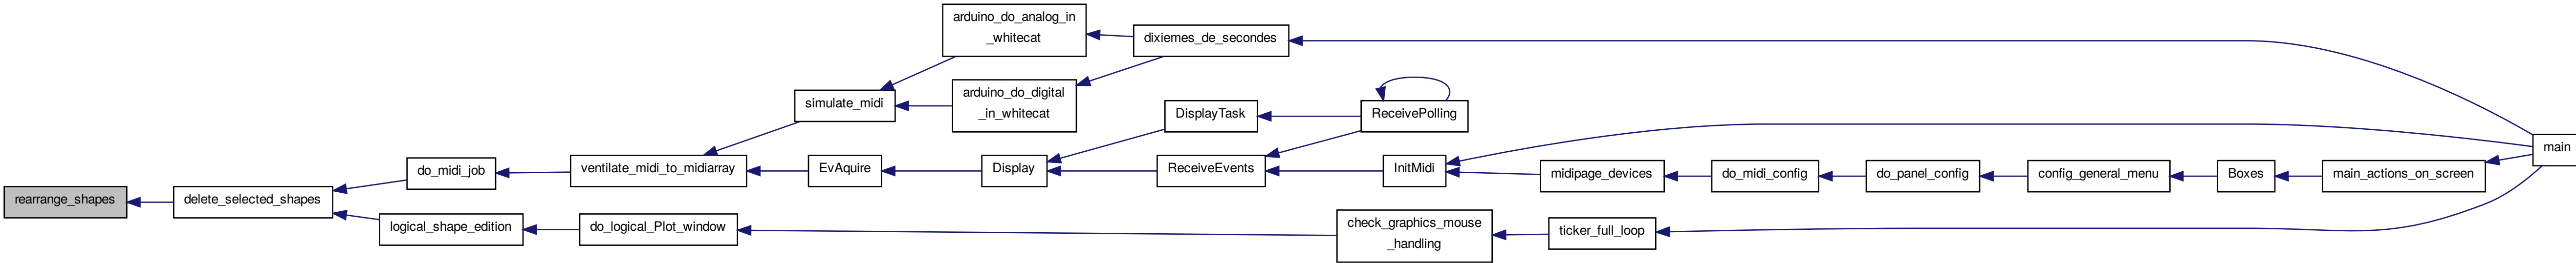 rearrange_shapes
delete_selected_shapes
do_midi_job
logical_shape_edition
ventilate_midi_to_midiarray
do_logical_Plot_window
simulate_midi
EvAquire
arduino_do_analog_in
_whitecat
arduino_do_digital
_in_whitecat
Display
dixiemes_de_secondes
DisplayTask
ReceiveEvents
ReceivePolling
InitMidi
check_graphics_mouse
_handling
midipage_devices
ticker_full_loop
do_midi_config
do_panel_config
config_general_menu
Boxes
main_actions_on_screen
main